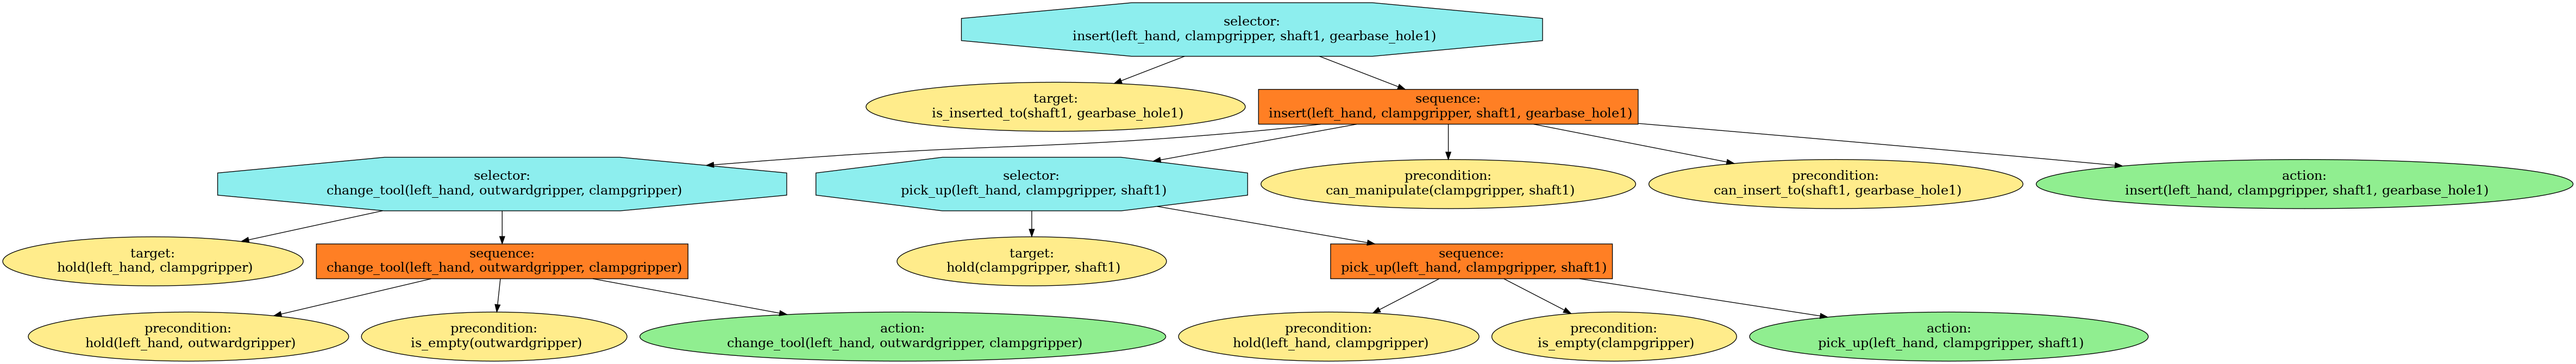 selector:
insert(left_hand, clampgripper, shaft1, gearbase_hole1)
target:
is_inserted_to(shaft1, gearbase_hole1)
sequence:
insert(left_hand, clampgripper, shaft1, gearbase_hole1)
selector:
change_tool(left_hand, outwardgripper, clampgripper)
selector:
pick_up(left_hand, clampgripper, shaft1)
precondition:
can_manipulate(clampgripper, shaft1)
precondition:
can_insert_to(shaft1, gearbase_hole1)
action:
insert(left_hand, clampgripper, shaft1, gearbase_hole1)
target:
hold(left_hand, clampgripper)
sequence:
change_tool(left_hand, outwardgripper, clampgripper)
target:
hold(clampgripper, shaft1)
sequence:
pick_up(left_hand, clampgripper, shaft1)
precondition:
hold(left_hand, outwardgripper)
precondition:
is_empty(outwardgripper)
action:
change_tool(left_hand, outwardgripper, clampgripper)
precondition:
hold(left_hand, clampgripper)
precondition:
is_empty(clampgripper)
action:
pick_up(left_hand, clampgripper, shaft1)